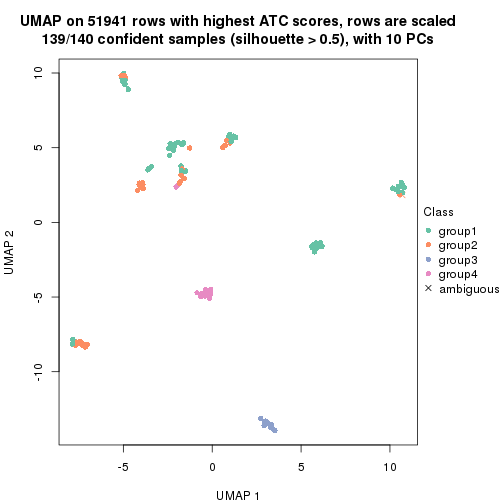 UMAP on 51941 rows with highest ATC scores, rows are scaled
139/140 confident samples (silhouette > 0.5), with 10 PCs
10
5
0
-5
-10
UMAP 2
-5
0
5
10
UMAP 1
Class
group1
group2
group3
group4
ambiguous